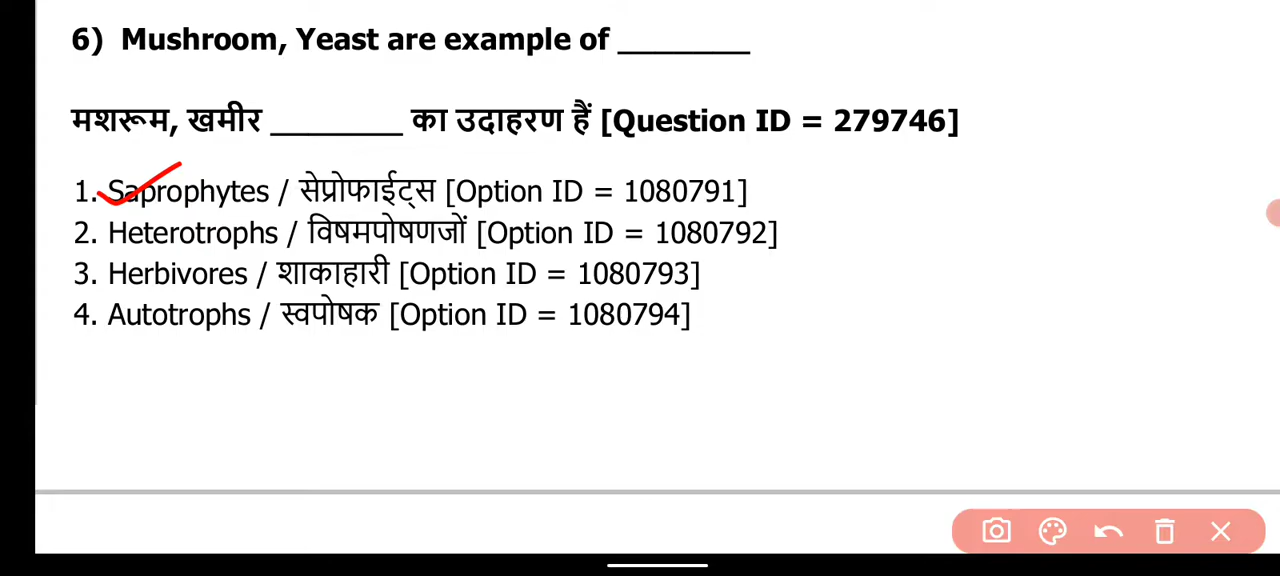 6) Mushroom, Yeast are example of ________
मशरूम, खमीर ________ का उदाहरण हैं [Question ID = 279746]
1. Saprophytes / सेप्रोफाईट्स [Option ID = 1080791]
2. Heterotrophs / विषमपोषणजों [Option ID = 1080792]
3. Herbivores / शाकाहारी [Option ID = 1080793]
4. Autotrophs / स्वपोषक [Option ID = 1080794]